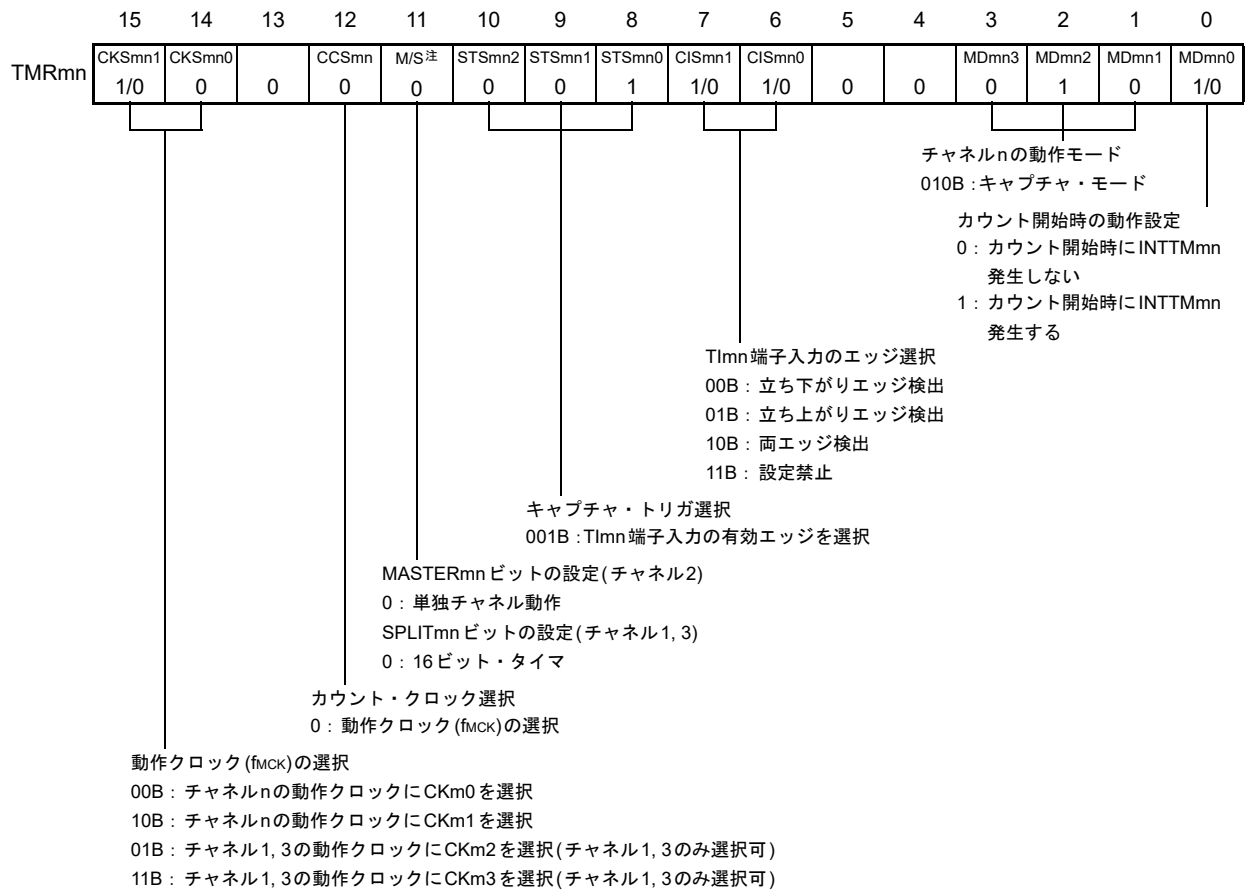 15 14 13 12 11 10 9 8 7 6 5 4 3 2 1 0
TMRmn
CKSmn1 CKSmn0 CCSmn M/S注 STSmn2 STSmn1 STSmn0 CISmn1 CISmn0 MDmn3 MDmn2 MDmn1 MDmn0
1/0 0 0 0 0 0 0 1 1/0 1/0 0 0 0 1 0 1/0
チャネルnの動作モード
010B:キャプチャ・モード
カウント開始時の動作設定
0: カウント開始時にINTTMmn
発生しない
1: カウント開始時にINTTMmn
発生する
TImn端子入力のエッジ選択
00B: 立ち下がりエッジ検出
01B: 立ち上がりエッジ検出
10B: 両エッジ検出
11B: 設定禁止
キャプチャ・トリガ選択
001B:TImn端子入力の有効エッジを選択
MASTERmnビットの設定(チャネル2)
0: 単独チャネル動作
SPLITmnビットの設定(チャネル1, 3)
0: 16ビット・タイマ
カウント・クロック選択
0: 動作クロック(fMCK)の選択
動作クロック(fMCK)の選択
00B: チャネルnの動作クロックにCKm0を選択
10B: チャネルnの動作クロックにCKm1を選択
01B: チャネル1, 3の動作クロックにCKm2を選択(チャネル1, 3のみ選択可)
11B: チャネル1, 3の動作クロックにCKm3を選択(チャネル1, 3のみ選択可)